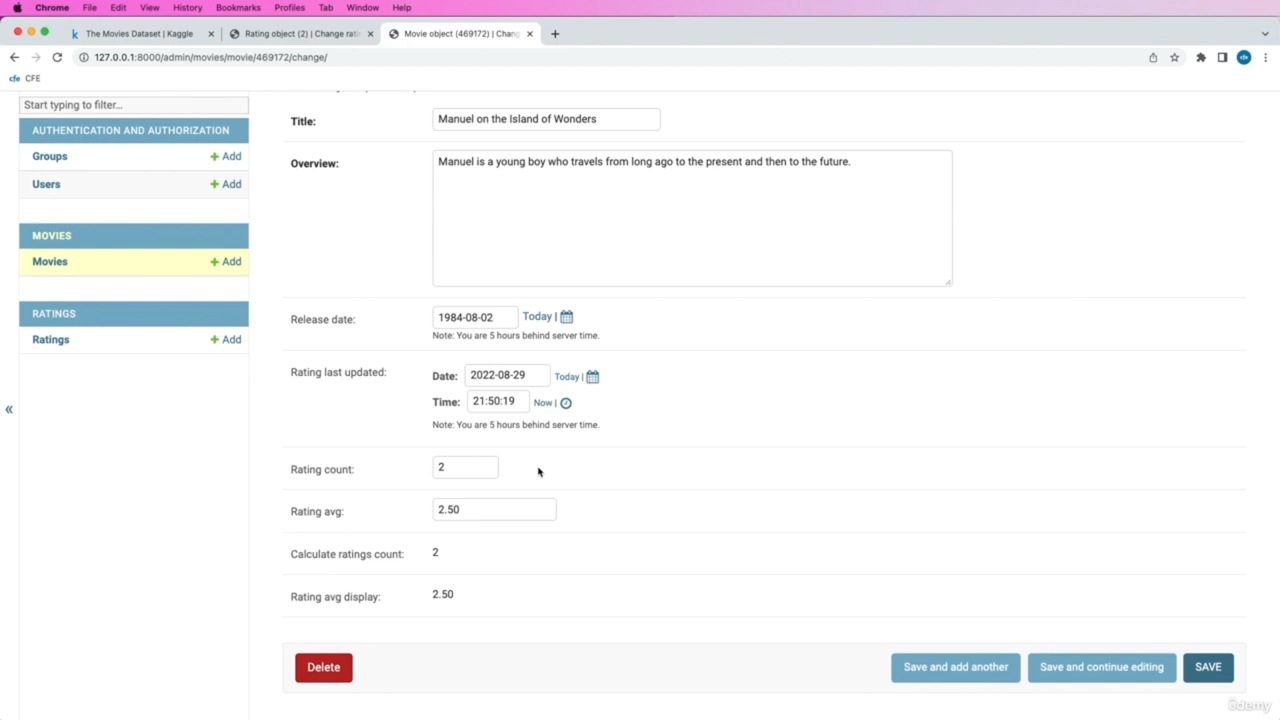 Chrome File Edit View History Bookmarks Profiles Tab Window Help
The Movies Dataset | Kaggle
Rating object (2) | Change rati
Movie object (469172) | Chang
127.0.0.1:8000/admin/movies/movie/469172/change/
cfe
cfe CFE
Start typing to filter...
AUTHENTICATION AND AUTHORIZATION
Groups + Add
Users + Add
MOVIES
Movies + Add
RATINGS
Ratings + Add
«
Title: Manuel on the Island of Wonders
Overview: Manuel is a young boy who travels from long ago to the present and then to the future.
Release date: 1984-08-02 Today |
Note: You are 5 hours behind server time.
Rating last updated: Date: 2022-08-29 Today |
Time: 21:50:19 Now |
Note: You are 5 hours behind server time.
Rating count: 2
Rating avg: 2.50
Calculate ratings count: 2
Rating avg display: 2.50
Delete Save and add another Save and continue editing SAVE
ûdemy